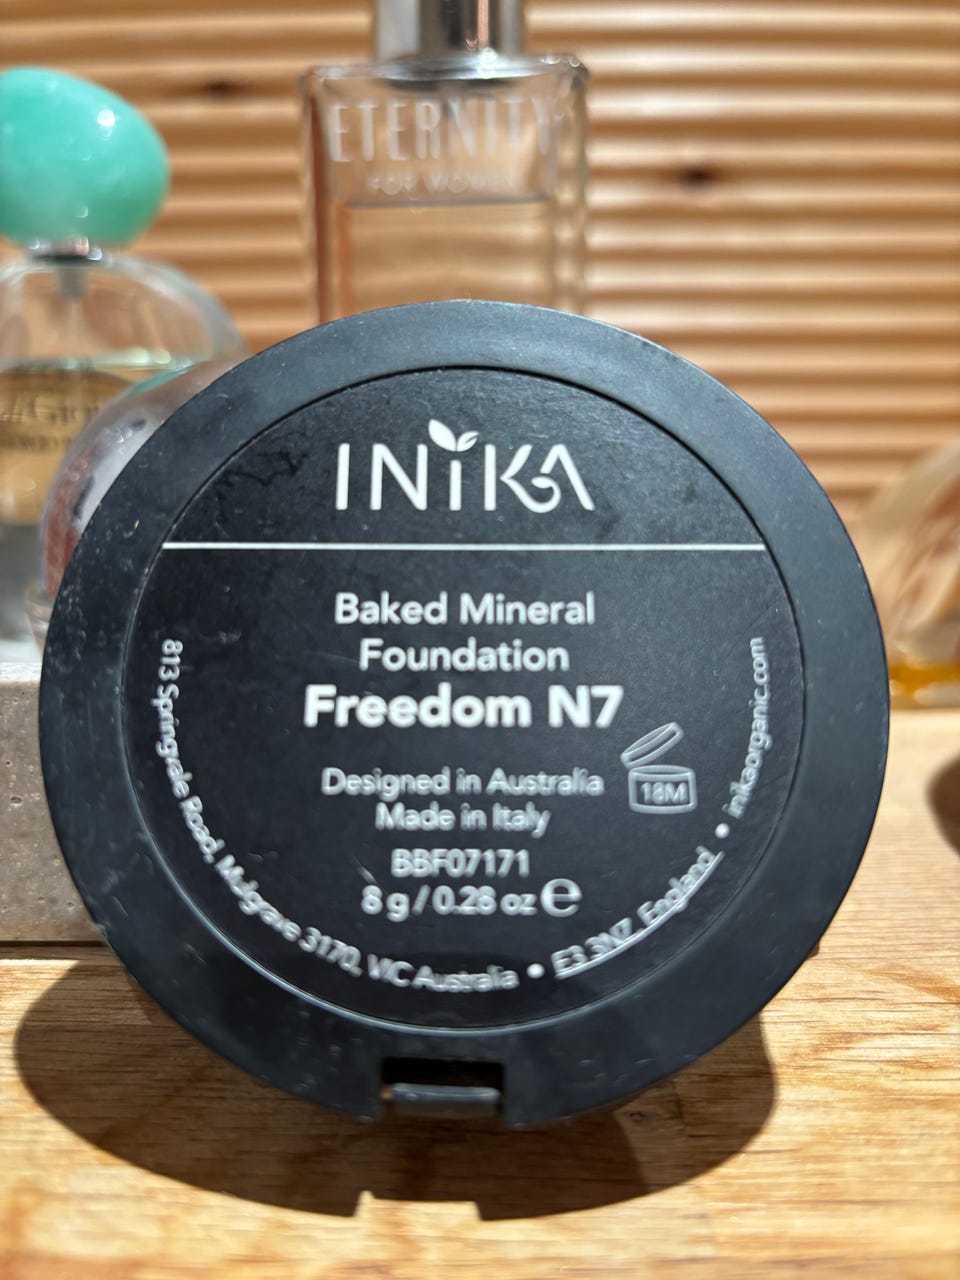 ETERNITY
FOR WOMEN
INIKA
Baked Mineral
Foundation
Freedom N7
Designed in Australia
Made in Italy
18M
BBF07171
8 g / 0.28 oz e
813 Springvale Road, Mulgrave 3170, VIC Australia • E3 3NZ, England • inikaorganic.com